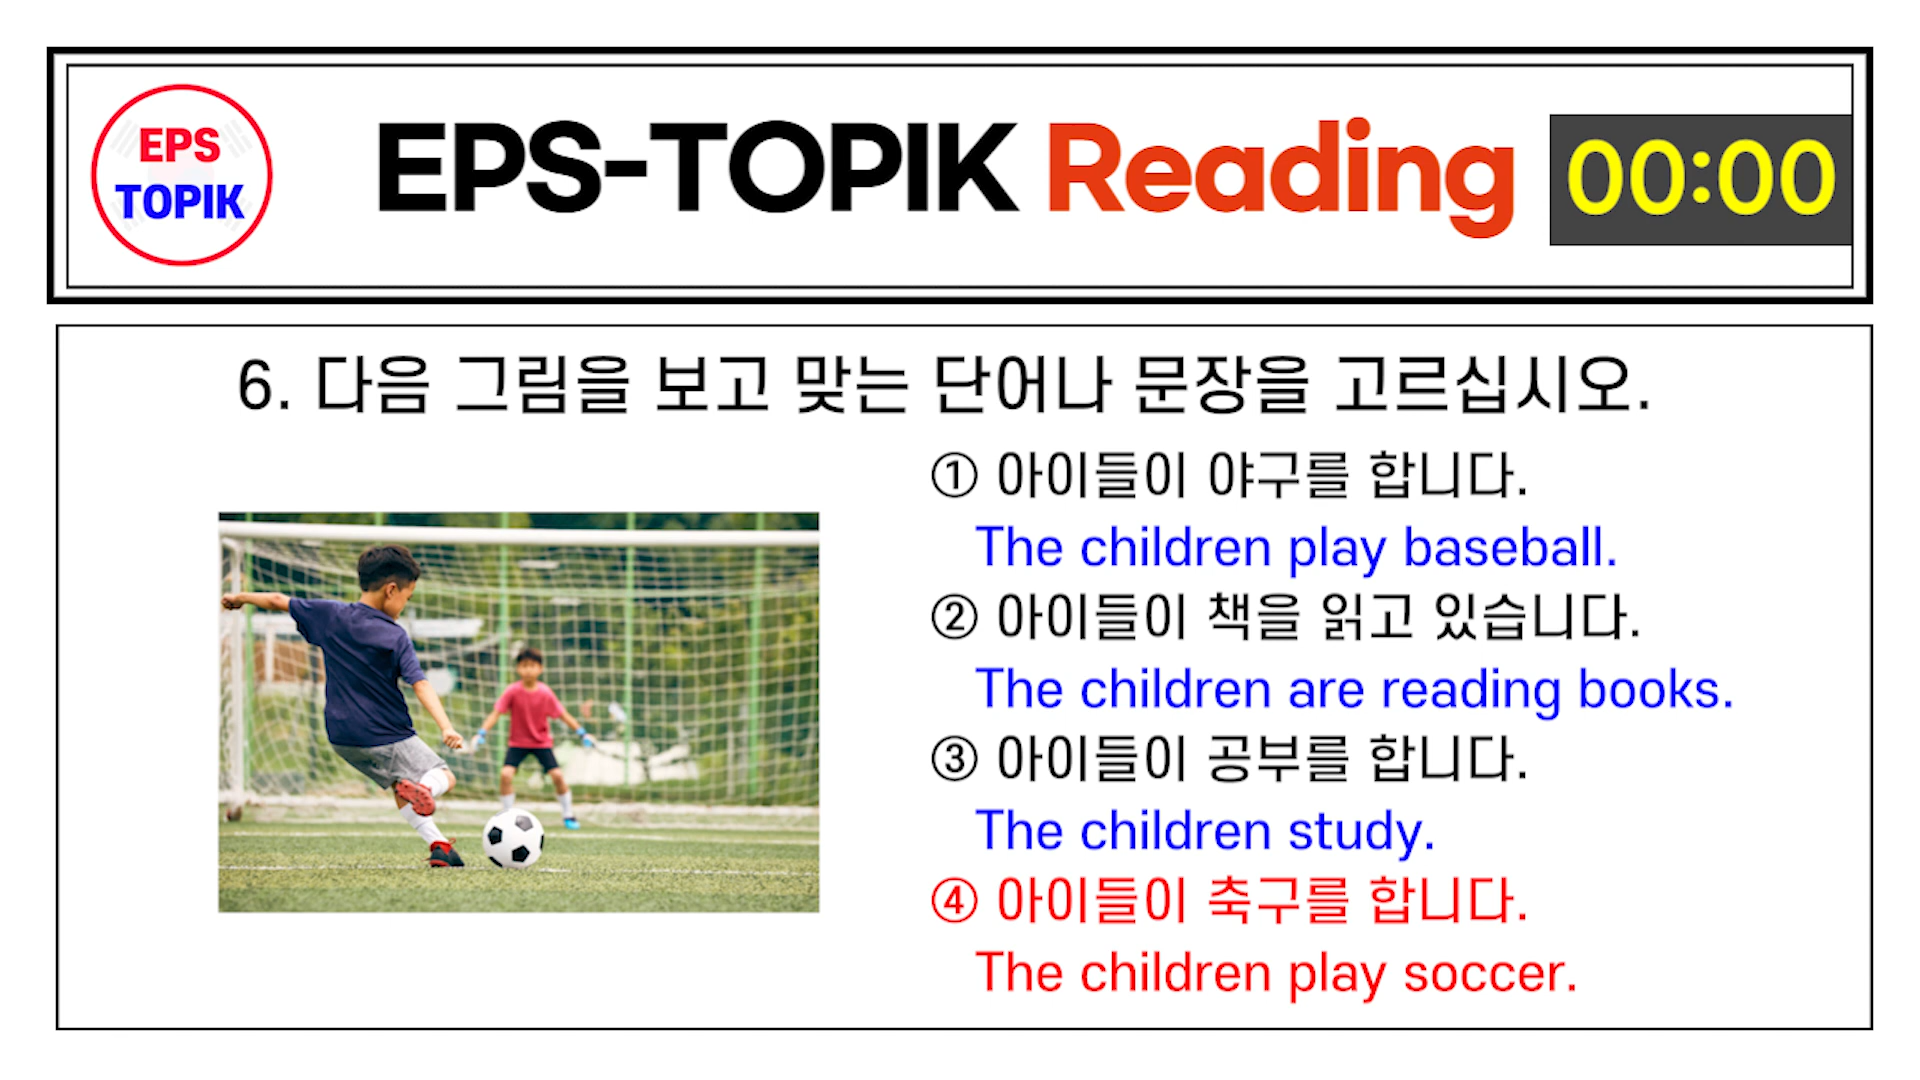 EPS
TOPIK
EPS-TOPIK Reading
00:00
6. 다음 그림을 보고 맞는 단어나 문장을 고르십시오.
① 아이들이 야구를 합니다.
The children play baseball.
② 아이들이 책을 읽고 있습니다.
The children are reading books.
③ 아이들이 공부를 합니다.
The children study.
④ 아이들이 축구를 합니다.
The children play soccer.